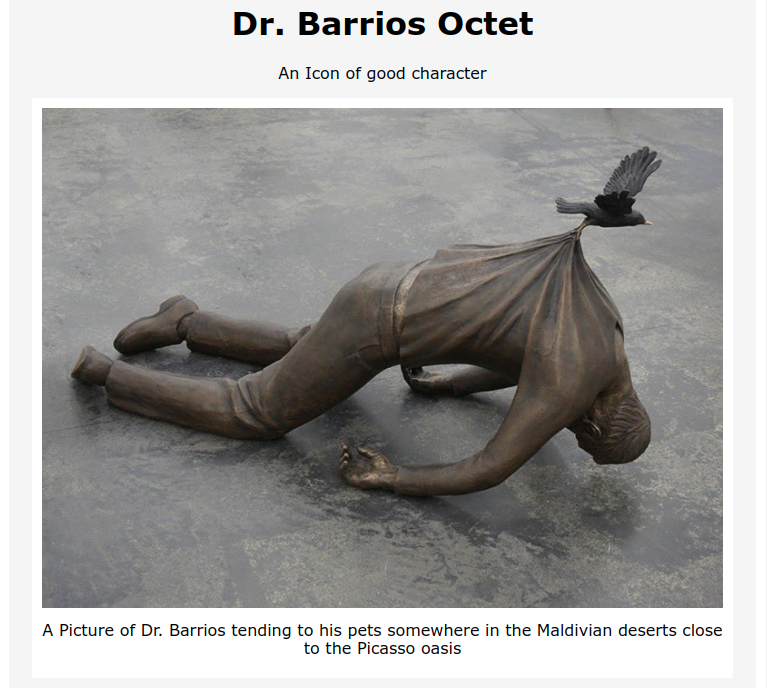 Dr. Barrios Octet
An Icon of good character
A Picture of Dr. Barrios tending to his pets somewhere in the Maldivian deserts close
to the Picasso oasis